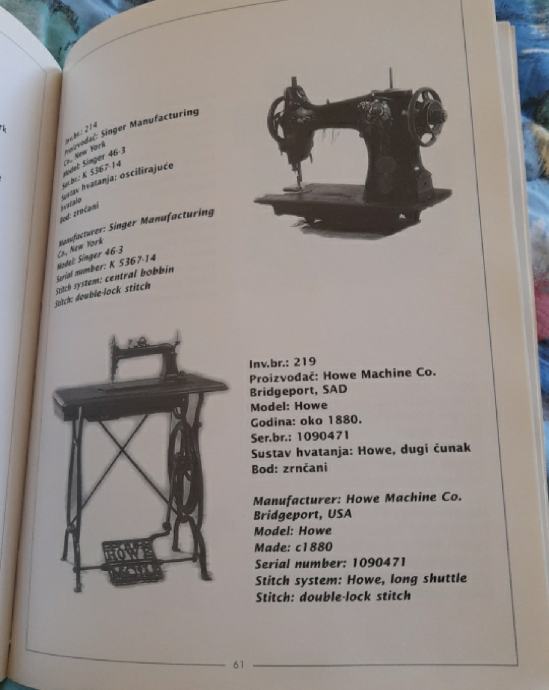 Inv.br.: 214
Proizvođač: Singer Manufacturing
Co., New York
Model: Singer 46-3
Ser.br.: K 5367-14
Sustav hvatanja: oscilirajuće
hvatalo
Bod: zrnčani
Manufacturer: Singer Manufacturing
Co., New York
Model: Singer 46-3
Serial number: K 5367-14
Stitch system: central bobbin
Stitch: double-lock stitch
Inv.br.: 219
Proizvođač: Howe Machine Co.
Bridgeport, SAD
Model: Howe
Godina: oko 1880.
Ser.br.: 1090471
Sustav hvatanja: Howe, dugi čunak
Bod: zrnčani
Manufacturer: Howe Machine Co.
Bridgeport, USA
Model: Howe
Made: c1880
Serial number: 1090471
Stitch system: Howe, long shuttle
Stitch: double-lock stitch
HOWE
61